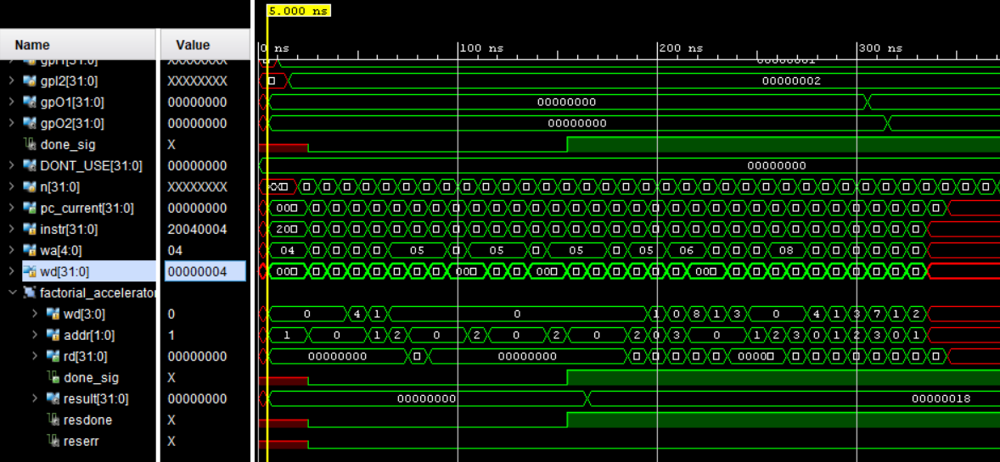 5.000 ns
Name Value
0 ns 100 ns 200 ns 300 ns
gpI1[31:0] XXXXXXXX 00000001
gpI2[31:0] XXXXXXXX 00000002
gpO1[31:0] 00000000 00000000
gpO2[31:0] 00000000 00000000
done_sig X
DONT_USE[31:0] 00000000 00000000
n[31:0] XXXXXXXX
pc_current[31:0] 00000000 00
instr[31:0] 20040004 20
wa[4:0] 04 04 05 05 05 05 06 08
wd[31:0] 00000004 00 00 00 00
factorial_accelerator
wd[3:0] 0 0 4 1 0 1 0 8 1 3 0 4 1 3 7 1 2
addr[1:0] 1 1 0 1 2 0 2 0 2 0 2 0 3 0 1 2 3 0 1 2 3 0 1
rd[31:0] 00000000 00000000 00000000 0000
done_sig X
result[31:0] 00000000 00000000 00000018
resdone X
reserr X